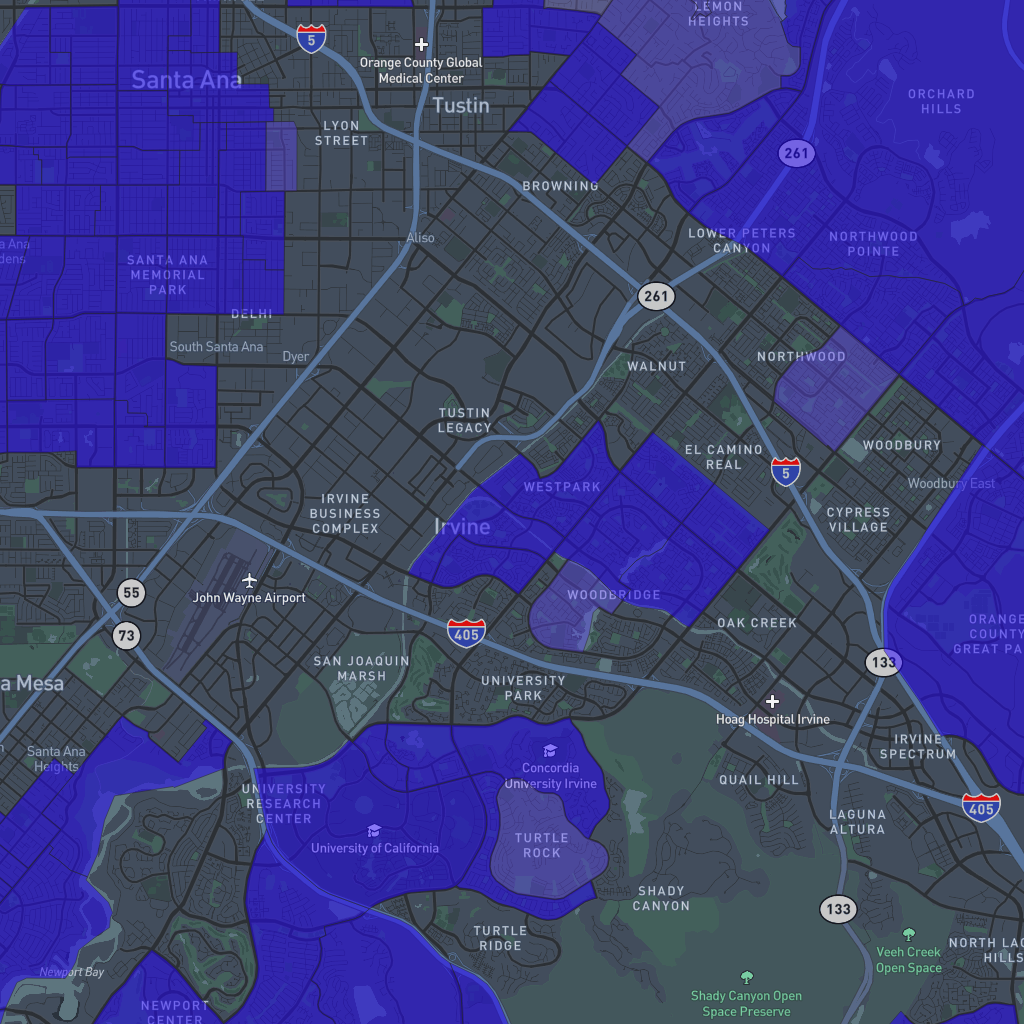 LEMON
HEIGHTS
5
Orange County Global
Medical Center
Santa Ana
Tustin
ORCHARD
HILLS
LYON
STREET
261
BROWNING
Aliso
LOWER PETERS
CANYON
NORTHWOOD
POINTE
a Ana
dens
SANTA ANA
MEMORIAL
PARK
261
DELHI
South Santa Ana
Dyer
WALNUT
NORTHWOOD
TUSTIN
LEGACY
EL CAMINO
REAL
WOODBURY
5
WESTPARK
Woodbury East
IRVINE
BUSINESS
COMPLEX
Irvine
CYPRESS
VILLAGE
John Wayne Airport
55
WOODBRIDGE
73
405
OAK CREEK
ORANGE
COUNTY
GREAT PA
133
SAN JOAQUIN
MARSH
a Mesa
UNIVERSITY
PARK
Hoag Hospital Irvine
Santa Ana
Heights
IRVINE
SPECTRUM
Concordia
University Irvine
QUAIL HILL
UNIVERSITY
RESEARCH
CENTER
405
LAGUNA
ALTURA
University of California
TURTLE
ROCK
SHADY
CANYON
133
TURTLE
RIDGE
Veeh Creek
Open Space
NORTH LAG
HILLS
Newport Bay
Shady Canyon Open
Space Preserve
NEWPORT
CENTER